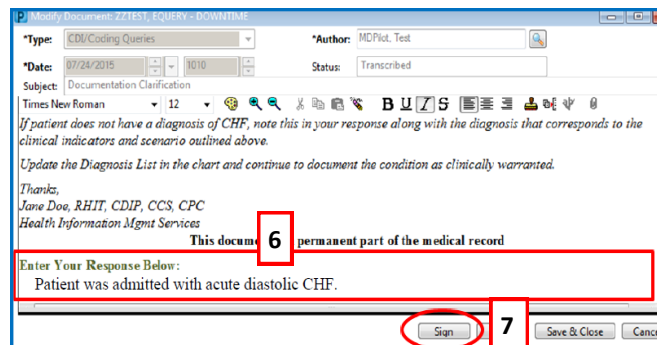 Modify Document: ZZTEST, EQUERY - DOWNTIME
*Type: CDI/Coding Queries *Author: MDPilot, Test
*Date: 07/24/2015 1010 Status: Transcribed
Subject: Documentation Clarification
Times New Roman 12 B U I S
If patient does not have a diagnosis of CHF, note this in your response along with the diagnosis that corresponds to the
clinical indicators and scenario outlined above.
Update the Diagnosis List in the chart and continue to document the condition as clinically warranted.
Thanks,
Jane Doe, RHIT, CDIP, CCS, CPC
Health Information Mgmt Services
This docum 6 permanent part of the medical record
Enter Your Response Below:
Patient was admitted with acute diastolic CHF.
Sign 7 Save & Close Canc